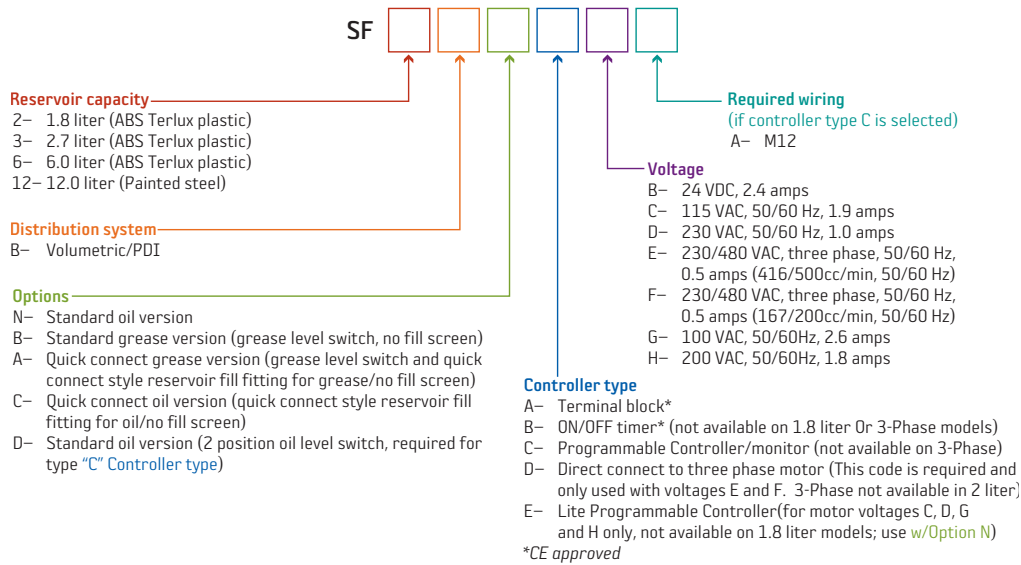 SF
Reservoir capacity
2– 1.8 liter (ABS Terlux plastic)
3– 2.7 liter (ABS Terlux plastic)
6– 6.0 liter (ABS Terlux plastic)
12– 12.0 liter (Painted steel)
Distribution system
B– Volumetric/PDI
Options
N– Standard oil version
B– Standard grease version (grease level switch, no fill screen)
A– Quick connect grease version (grease level switch and quick
connect style reservoir fill fitting for grease/no fill screen)
C– Quick connect oil version (quick connect style reservoir fill
fitting for oil/no fill screen)
D– Standard oil version (2 position oil level switch, required for
type “C” Controller type)
Required wiring
(if controller type C is selected)
A– M12
Voltage
B– 24 VDC, 2.4 amps
C– 115 VAC, 50/60 Hz, 1.9 amps
D– 230 VAC, 50/60 Hz, 1.0 amps
E– 230/480 VAC, three phase, 50/60 Hz,
0.5 amps (416/500cc/min, 50/60 Hz)
F– 230/480 VAC, three phase, 50/60 Hz,
0.5 amps (167/200cc/min, 50/60 Hz)
G– 100 VAC, 50/60Hz, 2.6 amps
H– 200 VAC, 50/60Hz, 1.8 amps
Controller type
A– Terminal block*
B– ON/OFF timer* (not available on 1.8 liter Or 3-Phase models)
C– Programmable Controller/monitor (not available on 3-Phase)
D– Direct connect to three phase motor (This code is required and
only used with voltages E and F. 3-Phase not available in 2 liter)
E– Lite Programmable Controller(for motor voltages C, D, G
and H only, not available on 1.8 liter models; use w/Option N)
*CE approved